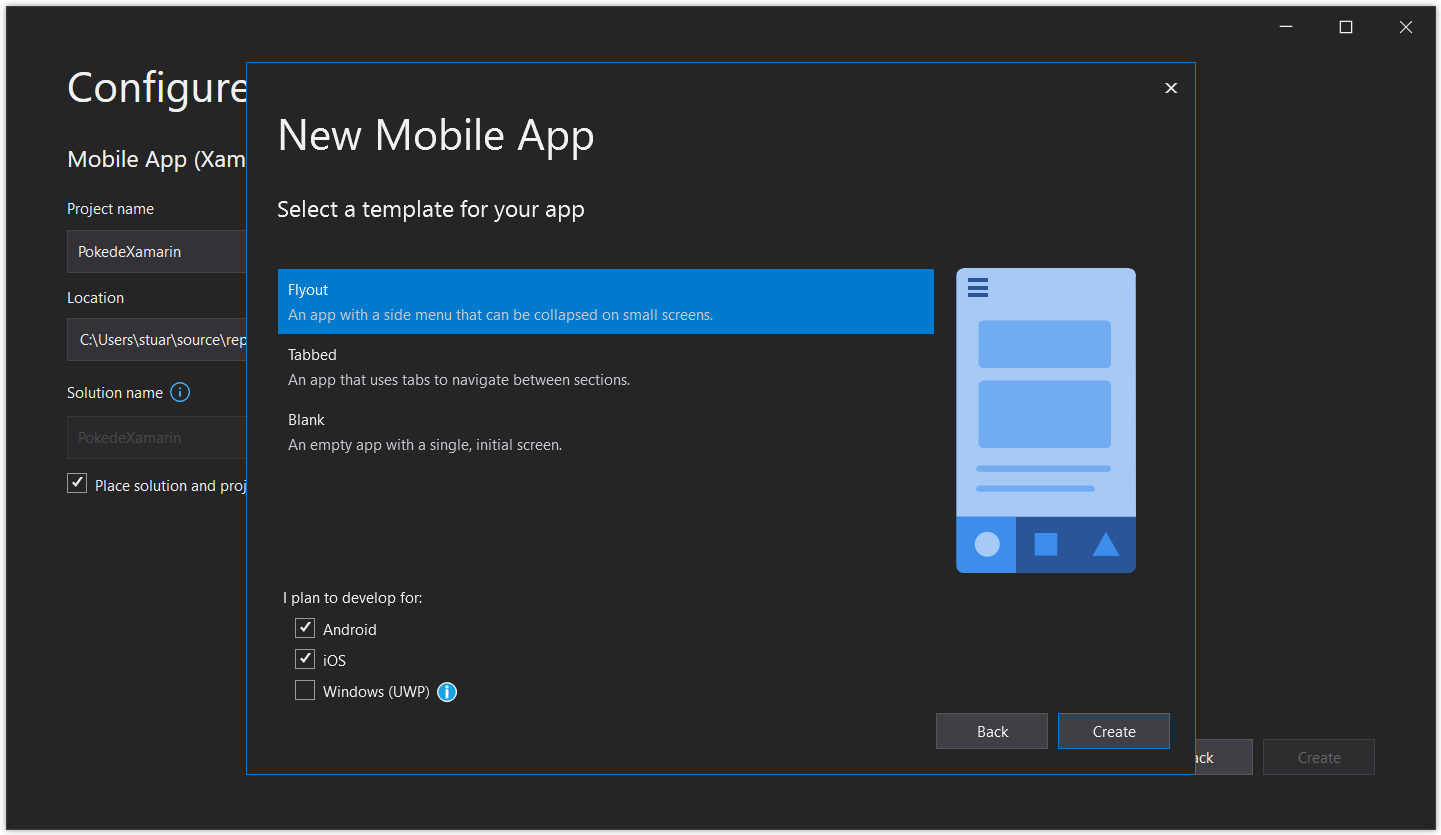 Configure
Mobile App (Xam
Project name
PokedeXamarin
Location
C:\Users\stuar\source\rep
Solution name
PokedeXamarin
Place solution and proj
New Mobile App
Select a template for your app
Flyout
An app with a side menu that can be collapsed on small screens.
Tabbed
An app that uses tabs to navigate between sections.
Blank
An empty app with a single, initial screen.
I plan to develop for:
Android
iOS
Windows (UWP)
Back
Create
ack
Create